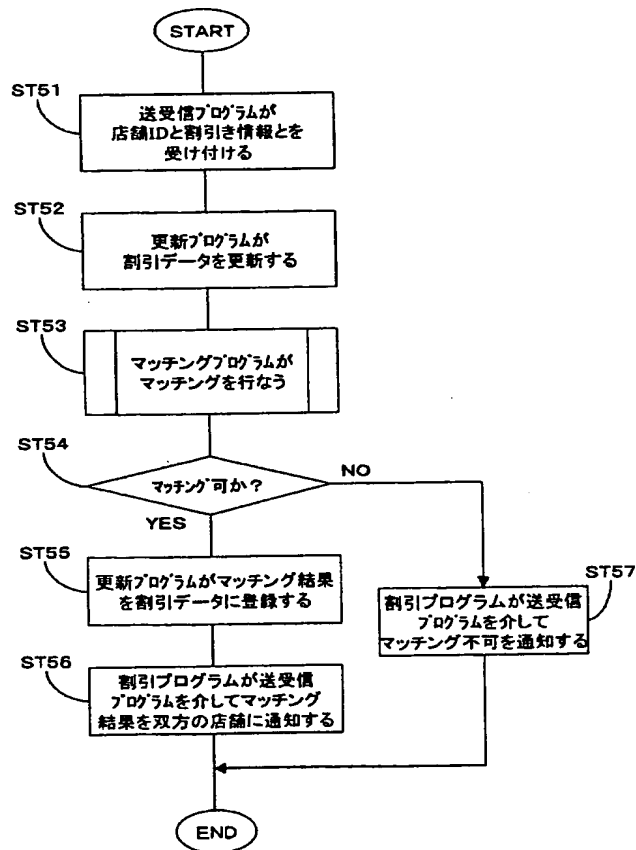 START
ST51
送受信プログラムが
店舗IDと割引き情報とを
受け付ける
ST52
更新プログラムが
割引データを更新する
ST53
マッチングプログラムが
マッチングを行なう
ST54
マッチング可か？
NO
YES
ST55
更新プログラムがマッチング結果
を割引データに登録する
ST57
割引プログラムが送受信
プログラムを介して
マッチング不可を通知する
ST56
割引プログラムが送受信
プログラムを介してマッチング
結果を双方の店舗に通知する
END